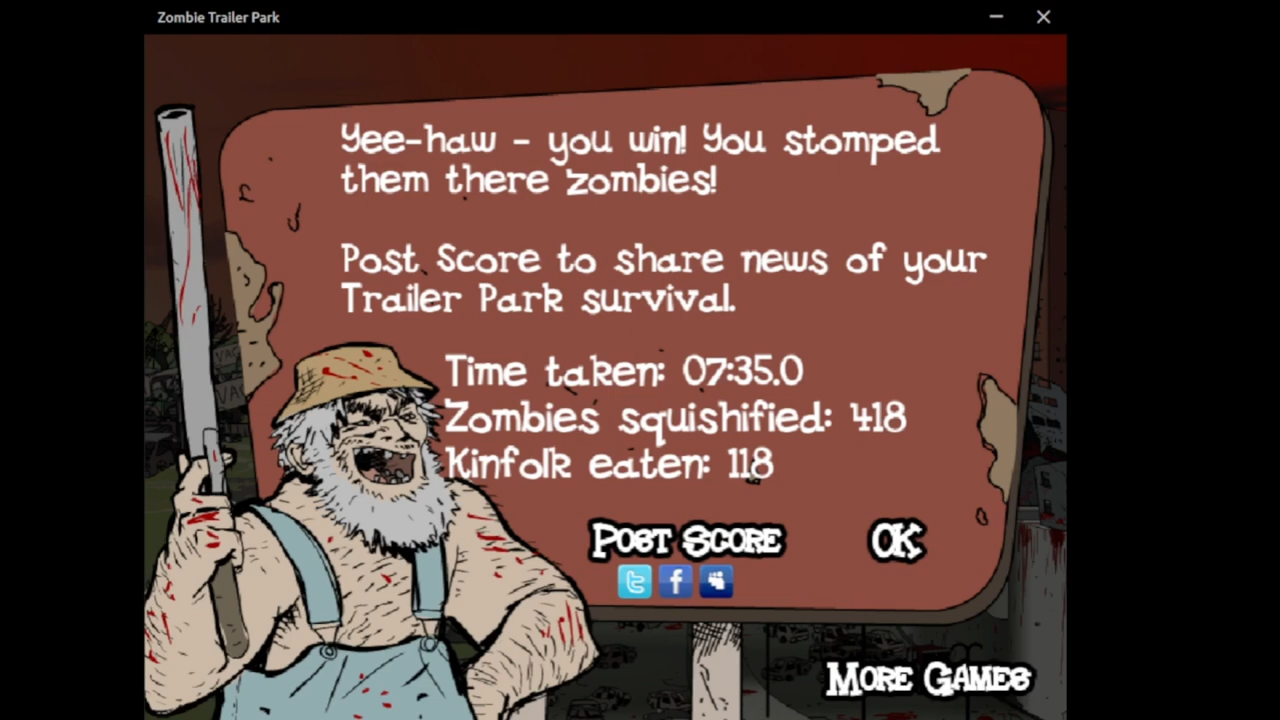 Zombie Trailer Park
Yee-haw - you win! You stomped
them there zombies!
Post Score to share news of your
Trailer Park survival.
Time taken: 07:35.0
Zombies squishified: 418
Kinfolk eaten: 118
Post Score
OK
More Games